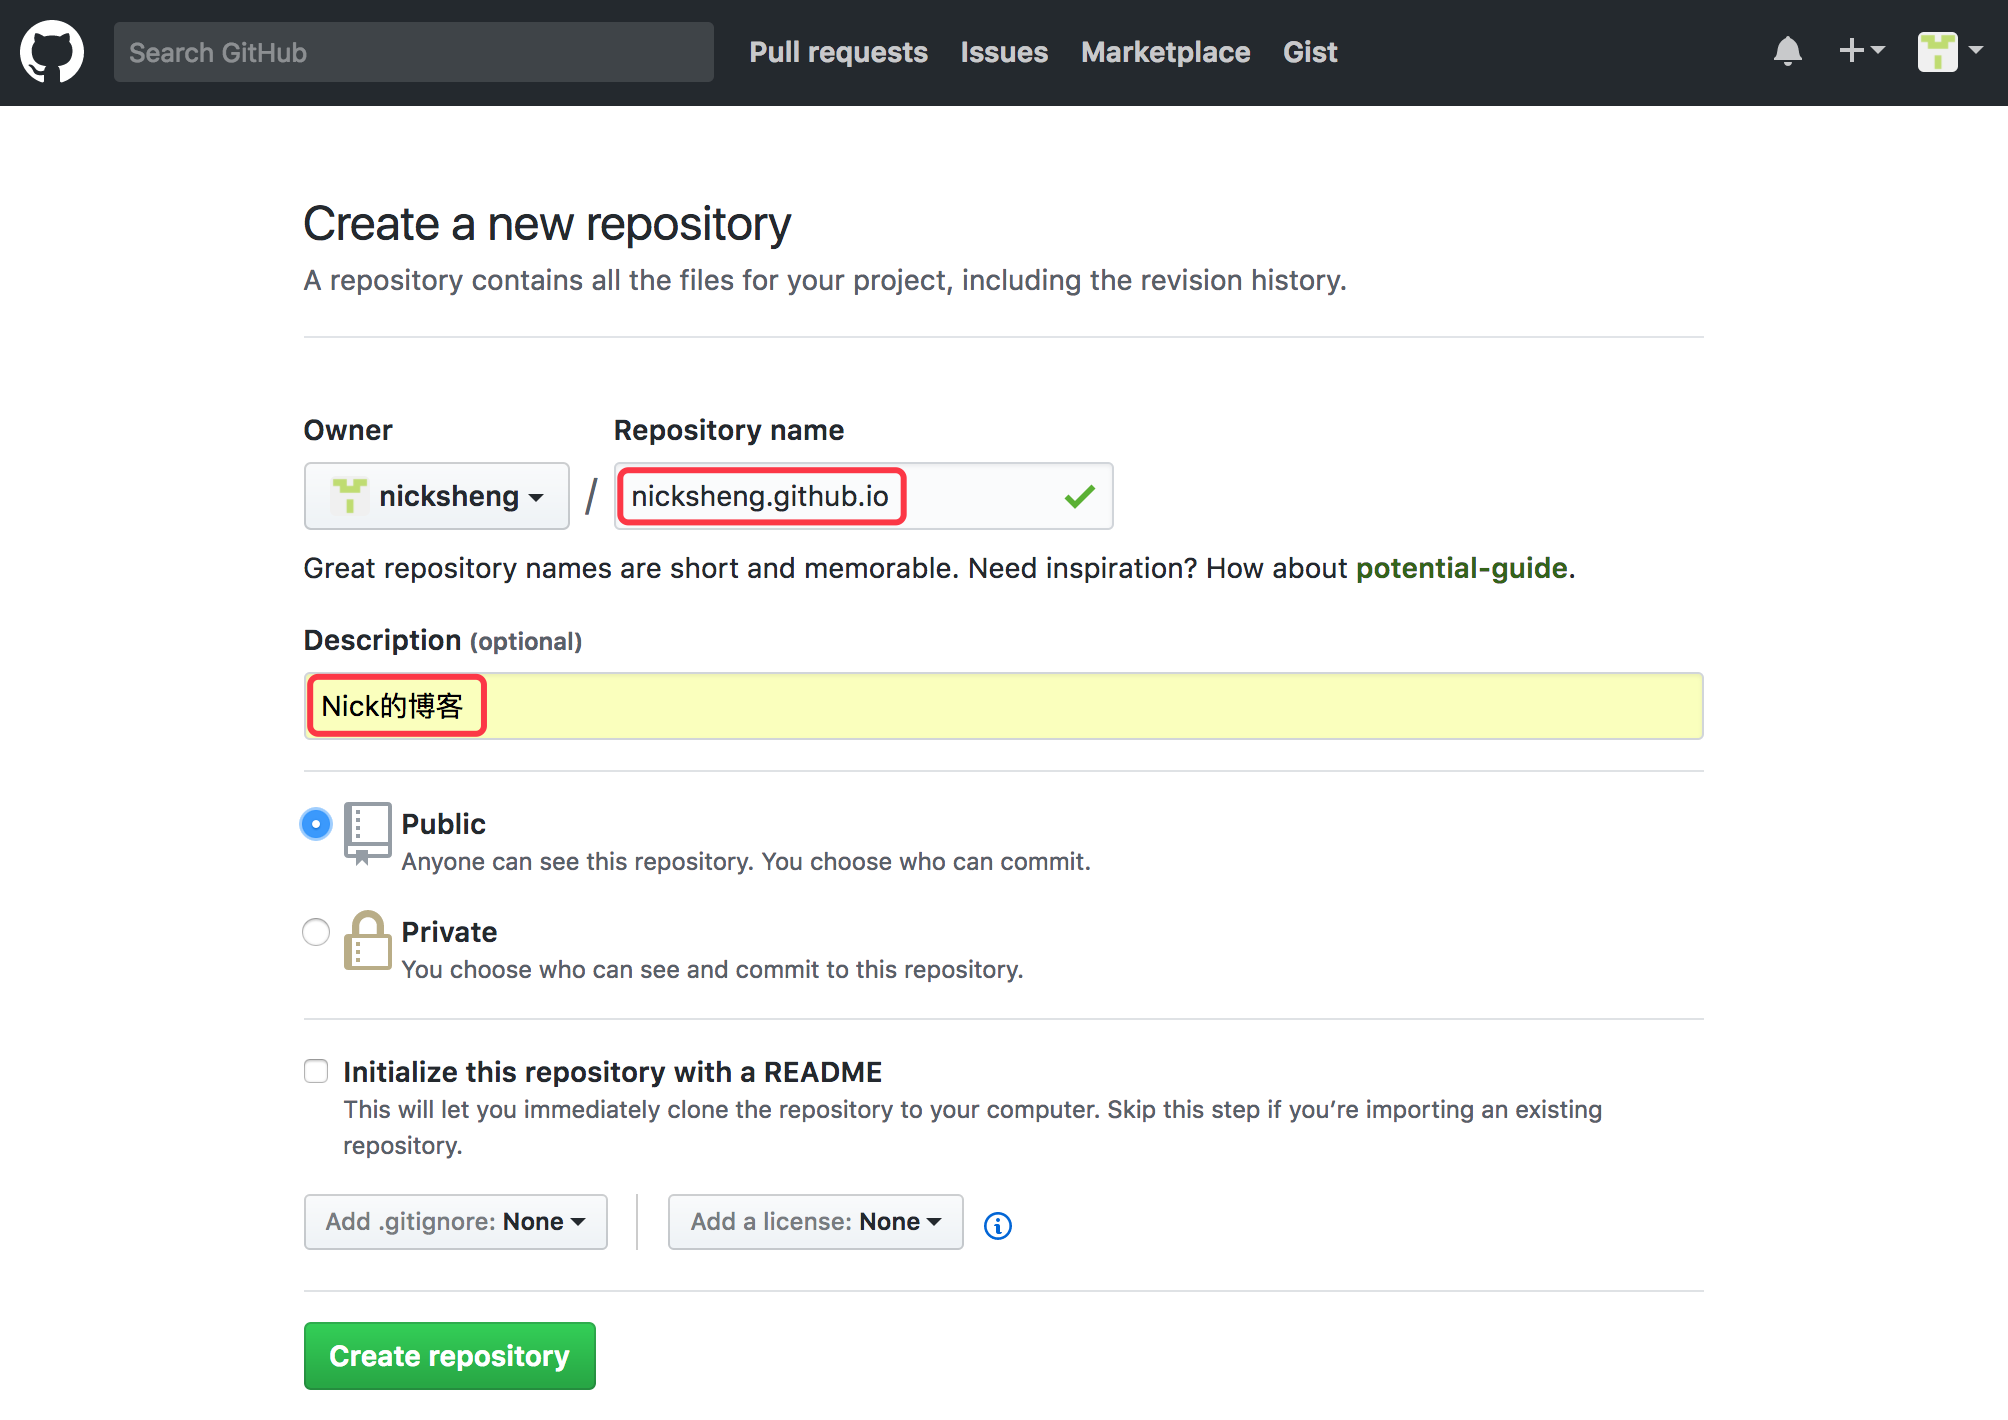 Search GitHub
Pull requests Issues Marketplace Gist
Create a new repository
A repository contains all the files for your project, including the revision history.
Owner Repository name
nicksheng / nicksheng.github.io
Great repository names are short and memorable. Need inspiration? How about potential-guide.
Description (optional)
Nick的博客
Public
Anyone can see this repository. You choose who can commit.
Private
You choose who can see and commit to this repository.
Initialize this repository with a README
This will let you immediately clone the repository to your computer. Skip this step if you’re importing an existing
repository.
Add .gitignore: None Add a license: None
Create repository